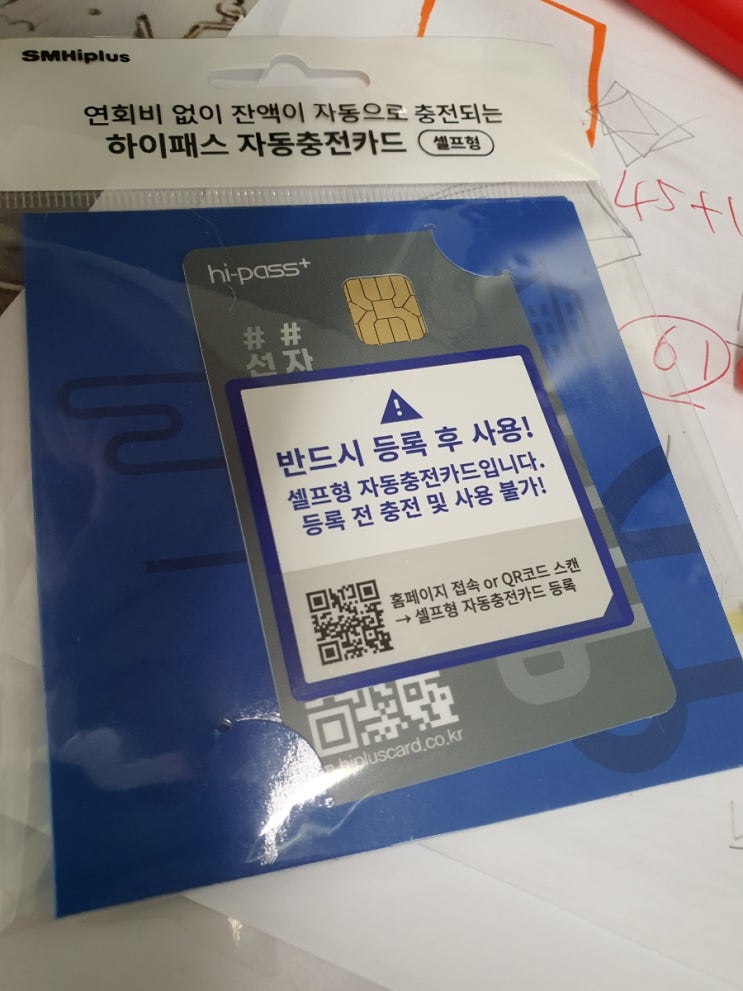 SMHiplus
연회비 없이 잔액이 자동으로 충전되는
하이패스 자동충전카드 셀프형
hi-pass+
# #
선 자
반드시 등록 후 사용!
셀프형 자동충전카드입니다.
등록 전 충전 및 사용 불가!
홈페이지 접속 or QR코드 스캔
→ 셀프형 자동충전카드 등록
hipluscard.co.kr
45+
61